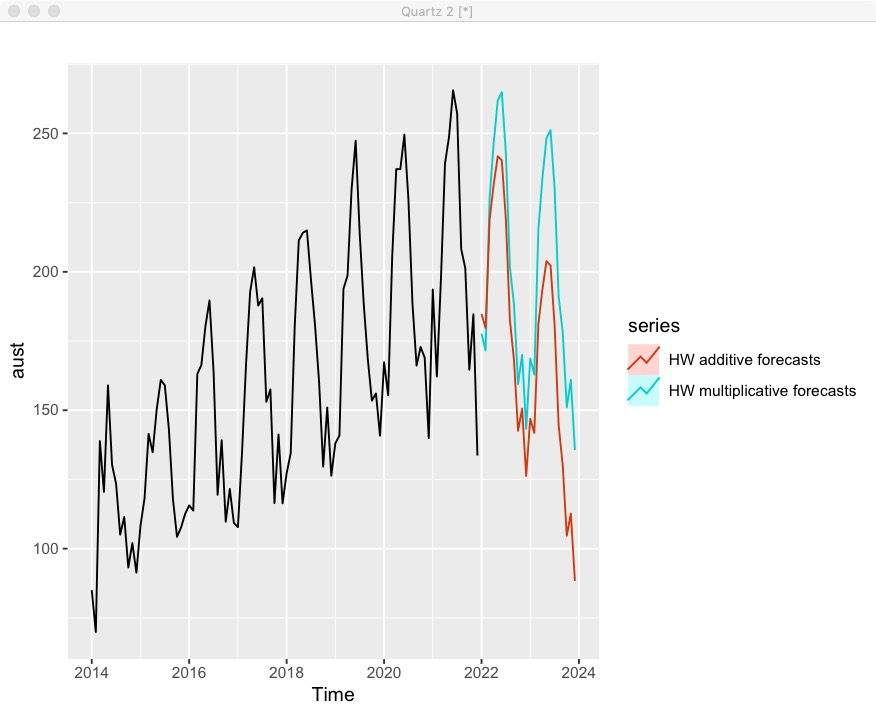 Quartz 2 [*]
250
200
150
100
aust
2014 2016 2018 2020 2022 2024
Time
series
HW additive forecasts
HW multiplicative forecasts